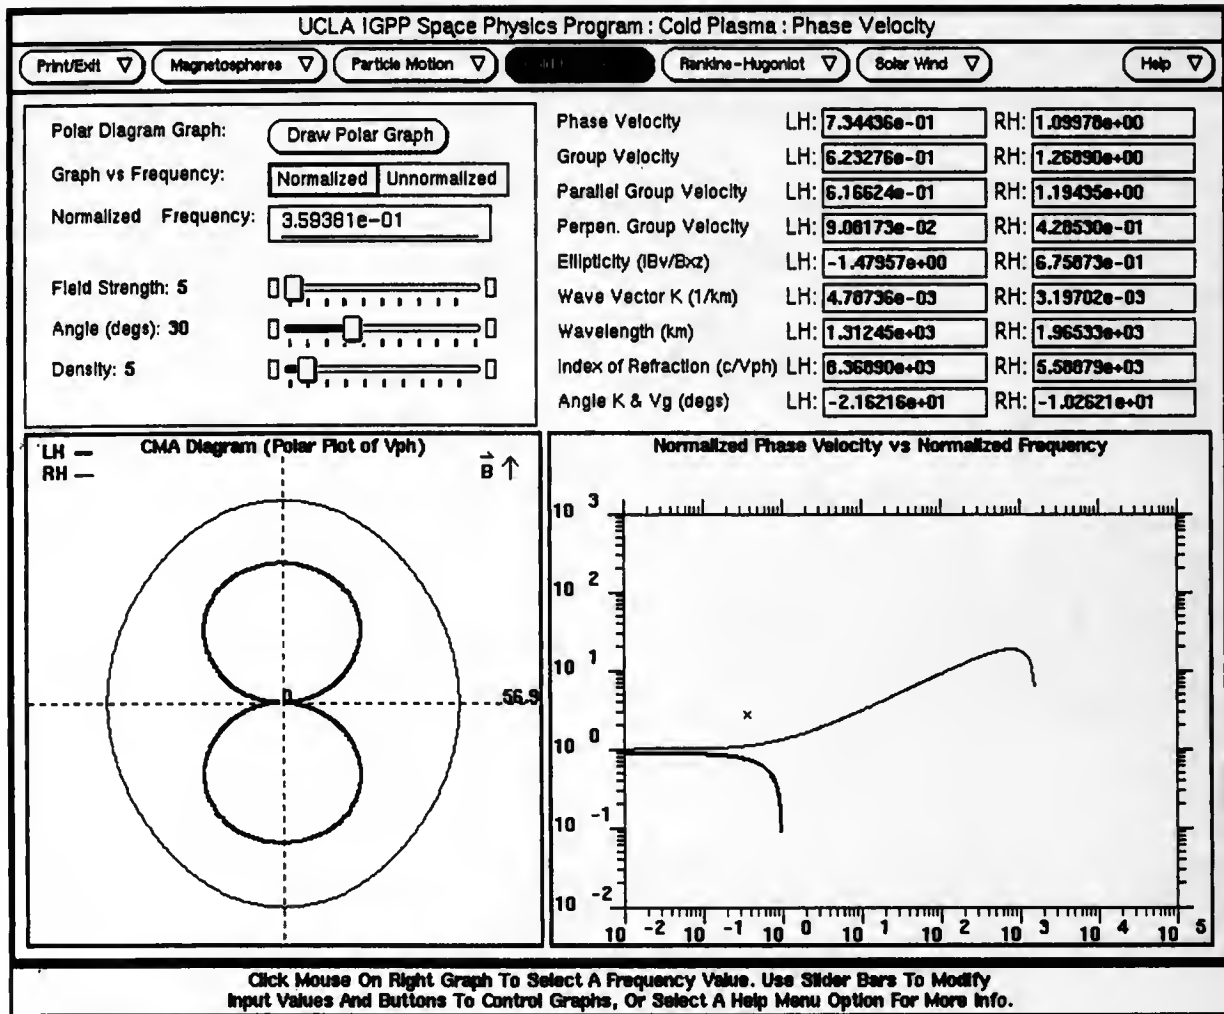 UCLA IGPP Space Physics Program : Cold Plasma : Phase Velocity
Print/Exit ▽ Magnetospheres ▽ Particle Motion ▽ Rankine-Hugoniot ▽ Solar Wind ▽ Help ▽
Polar Diagram Graph: Draw Polar Graph
Graph vs Frequency: Normalized Unnormalized
Normalized Frequency: 3.59381e-01
Field Strength: 5
Angle (degs): 30
Density: 5
Phase Velocity LH: 7.34436e-01 RH: 1.09978e+00
Group Velocity LH: 6.23276e-01 RH: 1.26890e+00
Parallel Group Velocity LH: 6.16624e-01 RH: 1.19435e+00
Perpen. Group Velocity LH: 9.08173e-02 RH: 4.28530e-01
Ellipticity (iBy/Bxz) LH: -1.47957e+00 RH: 6.75873e-01
Wave Vector K (1/km) LH: 4.78736e-03 RH: 3.19702e-03
Wavelength (km) LH: 1.31245e+03 RH: 1.96533e+03
Index of Refraction (c/Vph) LH: 8.36890e+03 RH: 5.58879e+03
Angle K & Vg (degs) LH: -2.16216e+01 RH: -1.02621e+01
CMA Diagram (Polar Plot of Vph)
LH —
RH —
B ↑
0
56.9
Normalized Phase Velocity vs Normalized Frequency
10 3
10 2
10 1
10 0
10 -1
10 -2
10 -2 10 -1 10 0 10 1 10 2 10 3 10 4 10 5
Click Mouse On Right Graph To Select A Frequency Value. Use Slider Bars To Modify
Input Values And Buttons To Control Graphs, Or Select A Help Menu Option For More Info.